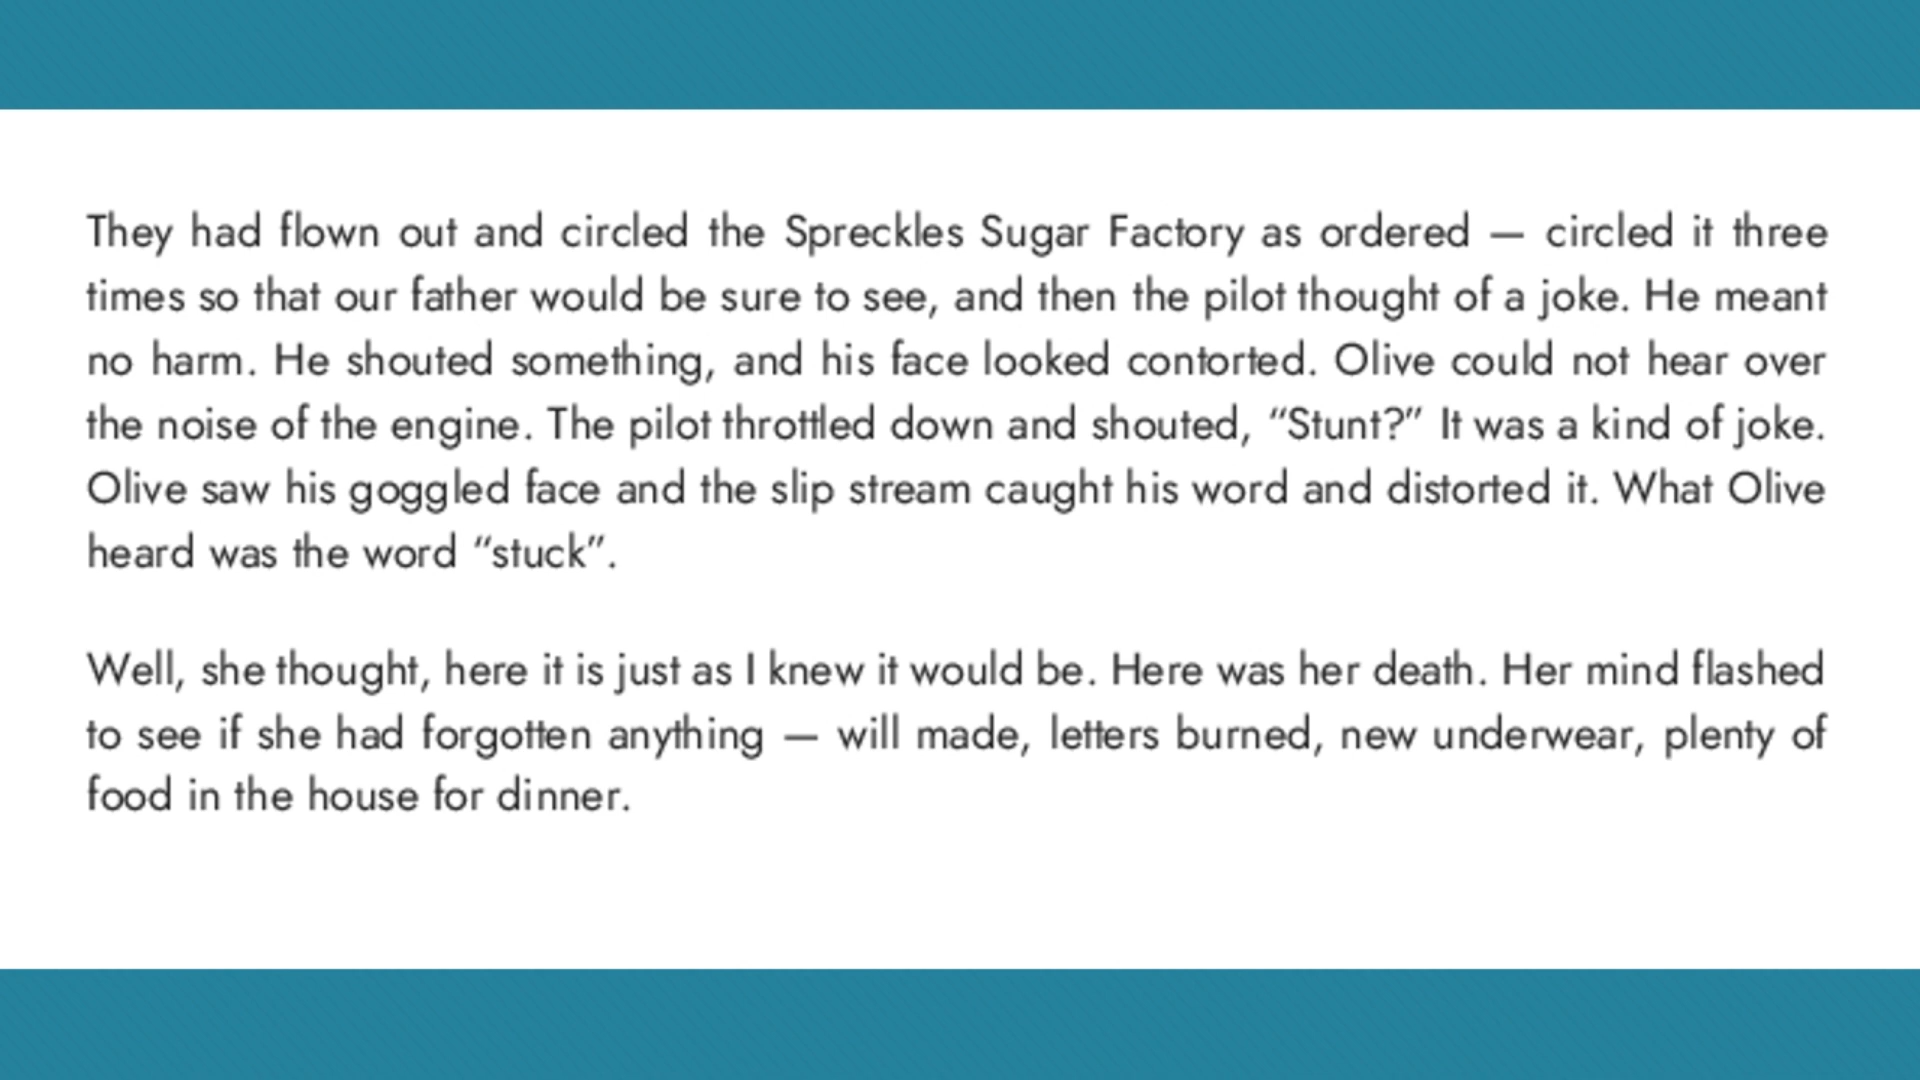 They had flown out and circled the Spreckles Sugar Factory as ordered — circled it three
times so that our father would be sure to see, and then the pilot thought of a joke. He meant
no harm. He shouted something, and his face looked contorted. Olive could not hear over
the noise of the engine. The pilot throttled down and shouted, “Stunt?” It was a kind of joke.
Olive saw his goggled face and the slip stream caught his word and distorted it. What Olive
heard was the word “stuck”.
Well, she thought, here it is just as I knew it would be. Here was her death. Her mind flashed
to see if she had forgotten anything — will made, letters burned, new underwear, plenty of
food in the house for dinner.